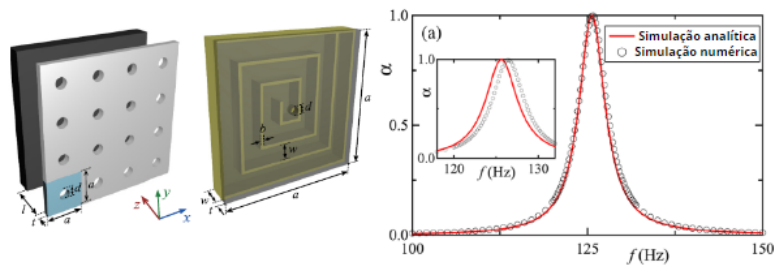 d
a
a
l
t
z
y
x
d
b
w
a
w
t
a
(a)
Simulação analítica
Simulação numérica
α
1.0
0.5
0.0
100
125
150
f (Hz)
α
1.0
0.5
0.0
120
130
f (Hz)